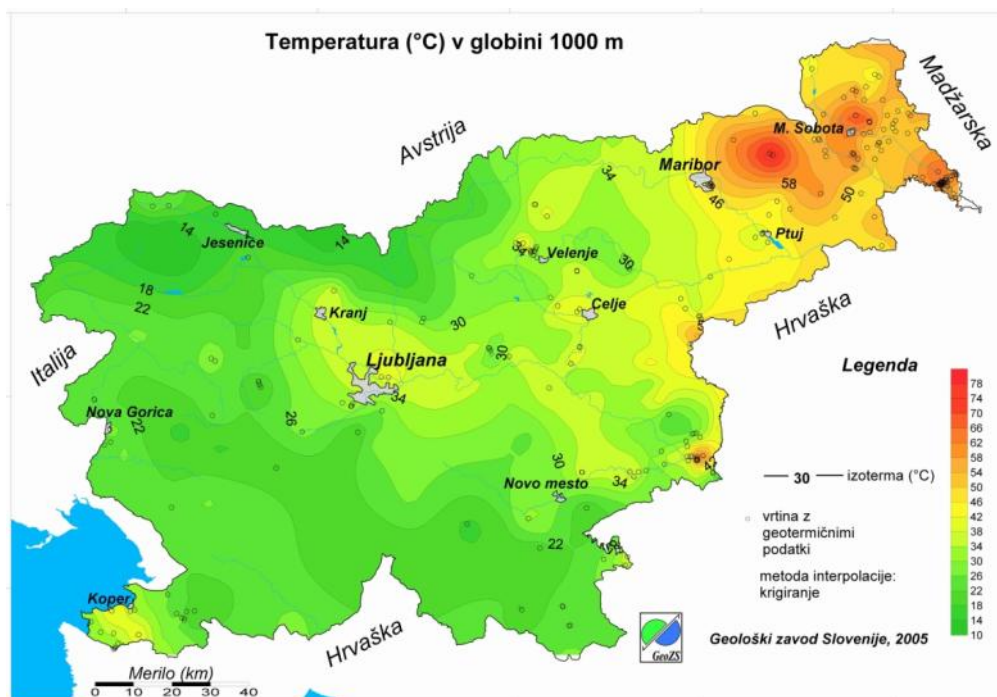 Temperatura (°C) v globini 1000 m
Madžarska
M. Sobota
Avstrija
34
Maribor
58
50
46
14
Jesenice
14
34
Velenje
30
Ptuj
18
22
Kranj
30
Celje
Hrvaška
Italija
Ljubljana
30
34
Legenda
Nova Gorica
22
26
30
42
34
Novo mesto
22
Koper
Hrvaška
Merilo (km)
0 10 20 30 40
GeoZS
Geološki zavod Slovenije, 2005
30 izoterma (°C)
vrtina z
geotermičnimi
podatki
metoda interpolacije:
krigiranje
78
74
70
66
62
58
54
50
46
42
38
34
30
26
22
18
14
10